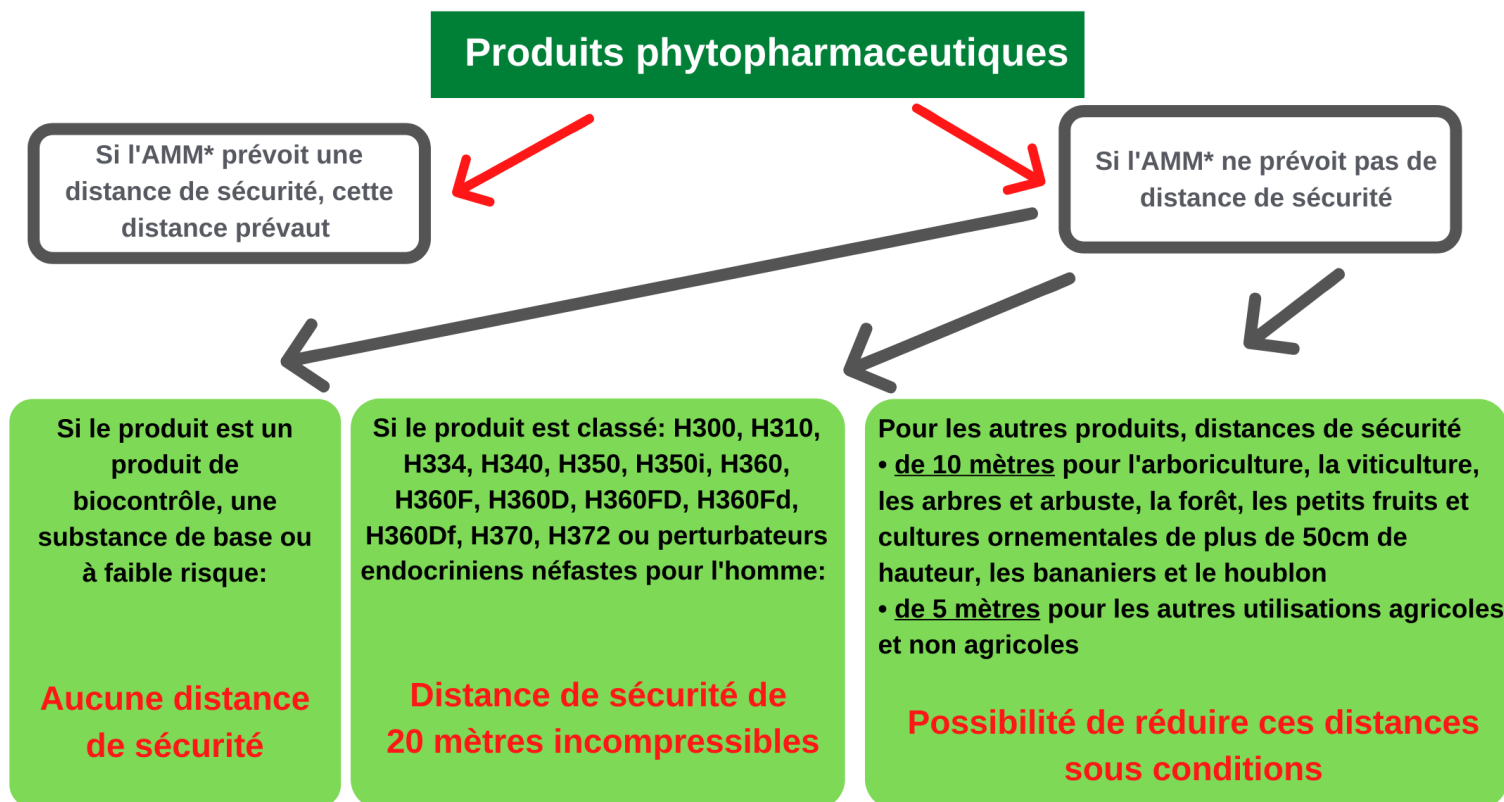 Produits phytopharmaceutiques
Si l'AMM* prévoit une
distance de sécurité, cette
distance prévaut
Si l'AMM* ne prévoit pas de
distance de sécurité
Si le produit est un
produit de
biocontrôle, une
substance de base ou
à faible risque:
Aucune distance
de sécurité
Si le produit est classé: H300, H310,
H334, H340, H350, H350i, H360,
H360F, H360D, H360FD, H360Fd,
H360Df, H370, H372 ou perturbateurs
endocriniens néfastes pour l'homme:
Distance de sécurité de
20 mètres incompressibles
Pour les autres produits, distances de sécurité
• de 10 mètres pour l'arboriculture, la viticulture,
les arbres et arbuste, la forêt, les petits fruits et
cultures ornementales de plus de 50cm de
hauteur, les bananiers et le houblon
• de 5 mètres pour les autres utilisations agricoles
et non agricoles
Possibilité de réduire ces distances
sous conditions